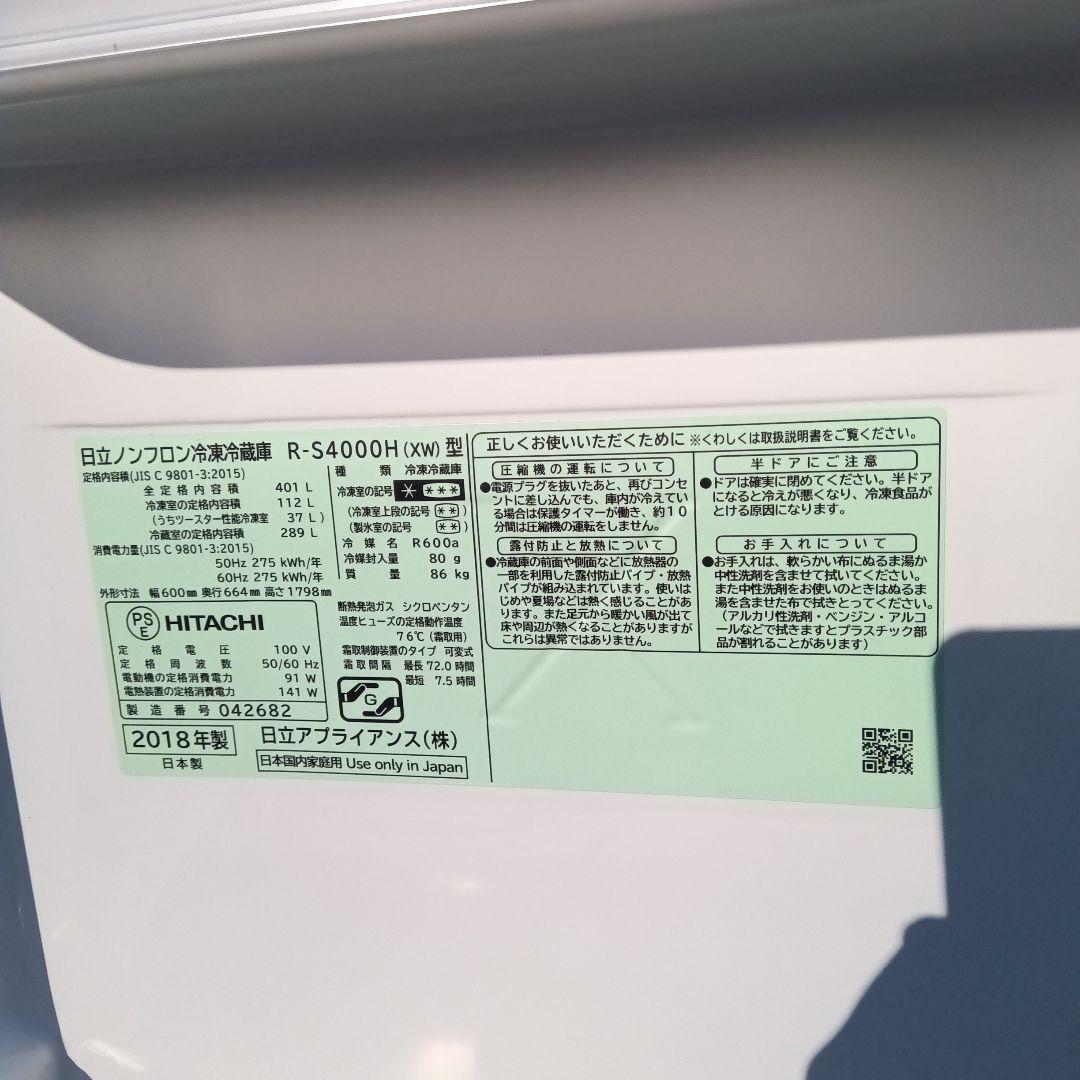 日立ノンフロン冷凍冷蔵庫 R-S4000H(XW)型
定格内容積(JIS C 9801-3:2015)
全定格内容積 401 L
冷凍室の定格内容積 112 L
(うちツースター性能冷凍室 37 L)
冷蔵室の定格内容積 289 L
消費電力量(JIS C 9801-3:2015)
50Hz 275 kWh/年
60Hz 275 kWh/年
外形寸法 幅600mm 奥行664mm 高さ1798mm
種類 冷凍冷蔵庫
冷凍室の記号 * ***
(冷凍室上段の記号 **)
(製氷室の記号 **)
冷媒名 R600a
冷媒封入量 80 g
質量 86 kg
PS
E
HITACHI
定格電圧 100 V
定格周波数 50/60 Hz
電動機の定格消費電力 91 W
電熱装置の定格消費電力 141 W
製造番号 042682
断熱発泡ガス シクロペンタン
温度ヒューズの定格動作温度
76℃(霜取用)
霜取制御装置のタイプ 可変式
霜取間隔 最長 72.0 時間
最短 7.5 時間
G
2018年製
日本製
日立アプライアンス(株)
日本国内家庭用 Use only in Japan
正しくお使いいただくために ※くわしくは取扱説明書をご覧ください。
圧縮機の運転について
●電源プラグを抜いたあと、再びコンセ
ントに差し込んでも、庫内が冷えてい
る場合は保護タイマーが働き、約10
分間は圧縮機の運転をしません。
露付防止と放熱について
●冷蔵庫の前面や側面などに放熱器の
一部を利用した露付防止パイプ・放熱
パイプが組み込まれています。使いは
じめや夏場などは熱く感じることがあ
ります。また足元から暖かい風が出て
床や周辺が熱くなることがありますが
これらは異常ではありません。
半ドアにご注意
●ドアは確実に閉めてください。半ドア
になると冷えが悪くなり、冷凍食品が
とける原因になります。
お手入れについて
●お手入れは、軟らかい布にぬるま湯か
中性洗剤を含ませて拭いてください。
また中性洗剤をお使いのときはぬるま
湯を含ませた布で拭きとってください。
(アルカリ性洗剤・ベンジン・アルコ
ールなどで拭きますとプラスチック部
品が割れることがあります)